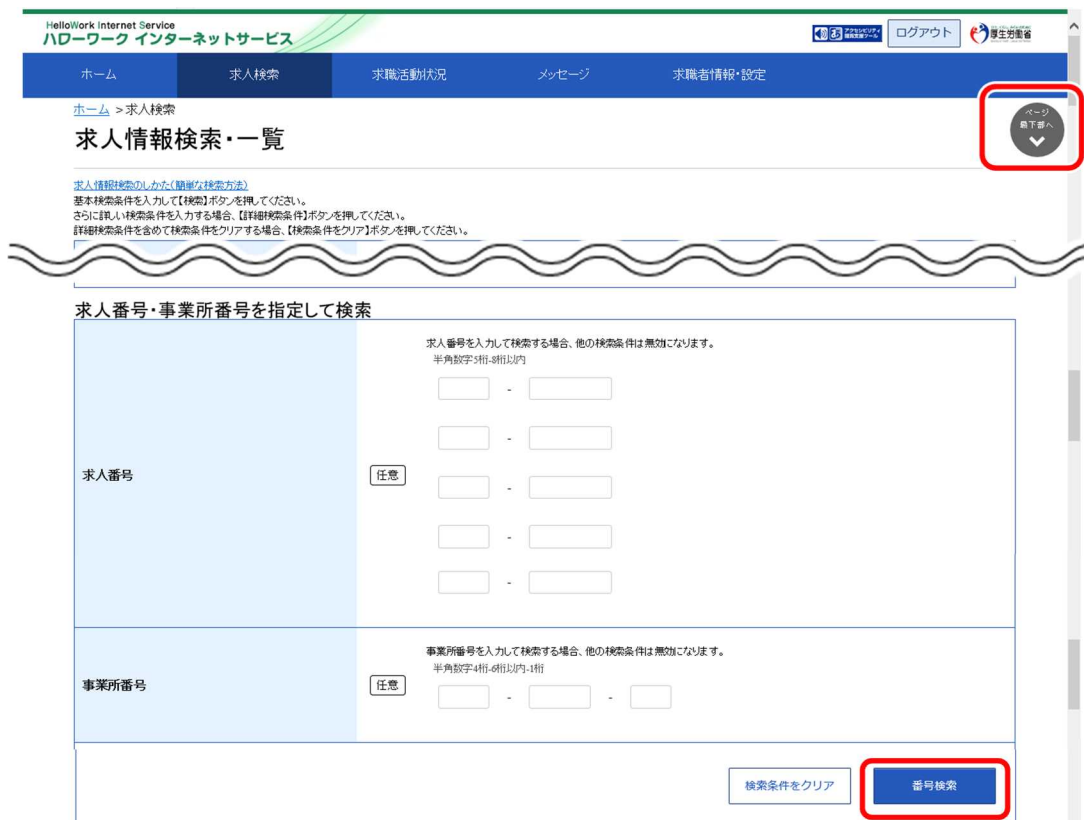 HelloWork Internet Service
ハローワーク インターネットサービス
アクセシビリティ
閲覧支援ツール
ログアウト
厚生労働省
ホーム
求人検索
求職活動状況
メッセージ
求職者情報・設定
ホーム >求人検索
ページ
最下部へ
求人情報検索・一覧
求人情報検索のしかた(簡単な検索方法)
基本検索条件を入力して【検索】ボタンを押してください。
さらに詳しい検索条件を入力する場合、【詳細検索条件】ボタンを押してください。
詳細検索条件を含めて検索条件をクリアする場合、【検索条件をクリア】ボタンを押してください。
求人番号・事業所番号を指定して検索
求人番号を入力して検索する場合、他の検索条件は無効になります。
半角数字5桁-8桁以内
-
-
求人番号
任意
-
-
-
事業所番号を入力して検索する場合、他の検索条件は無効になります。
半角数字4桁-6桁以内-1桁
事業所番号
任意
- -
検索条件をクリア
番号検索